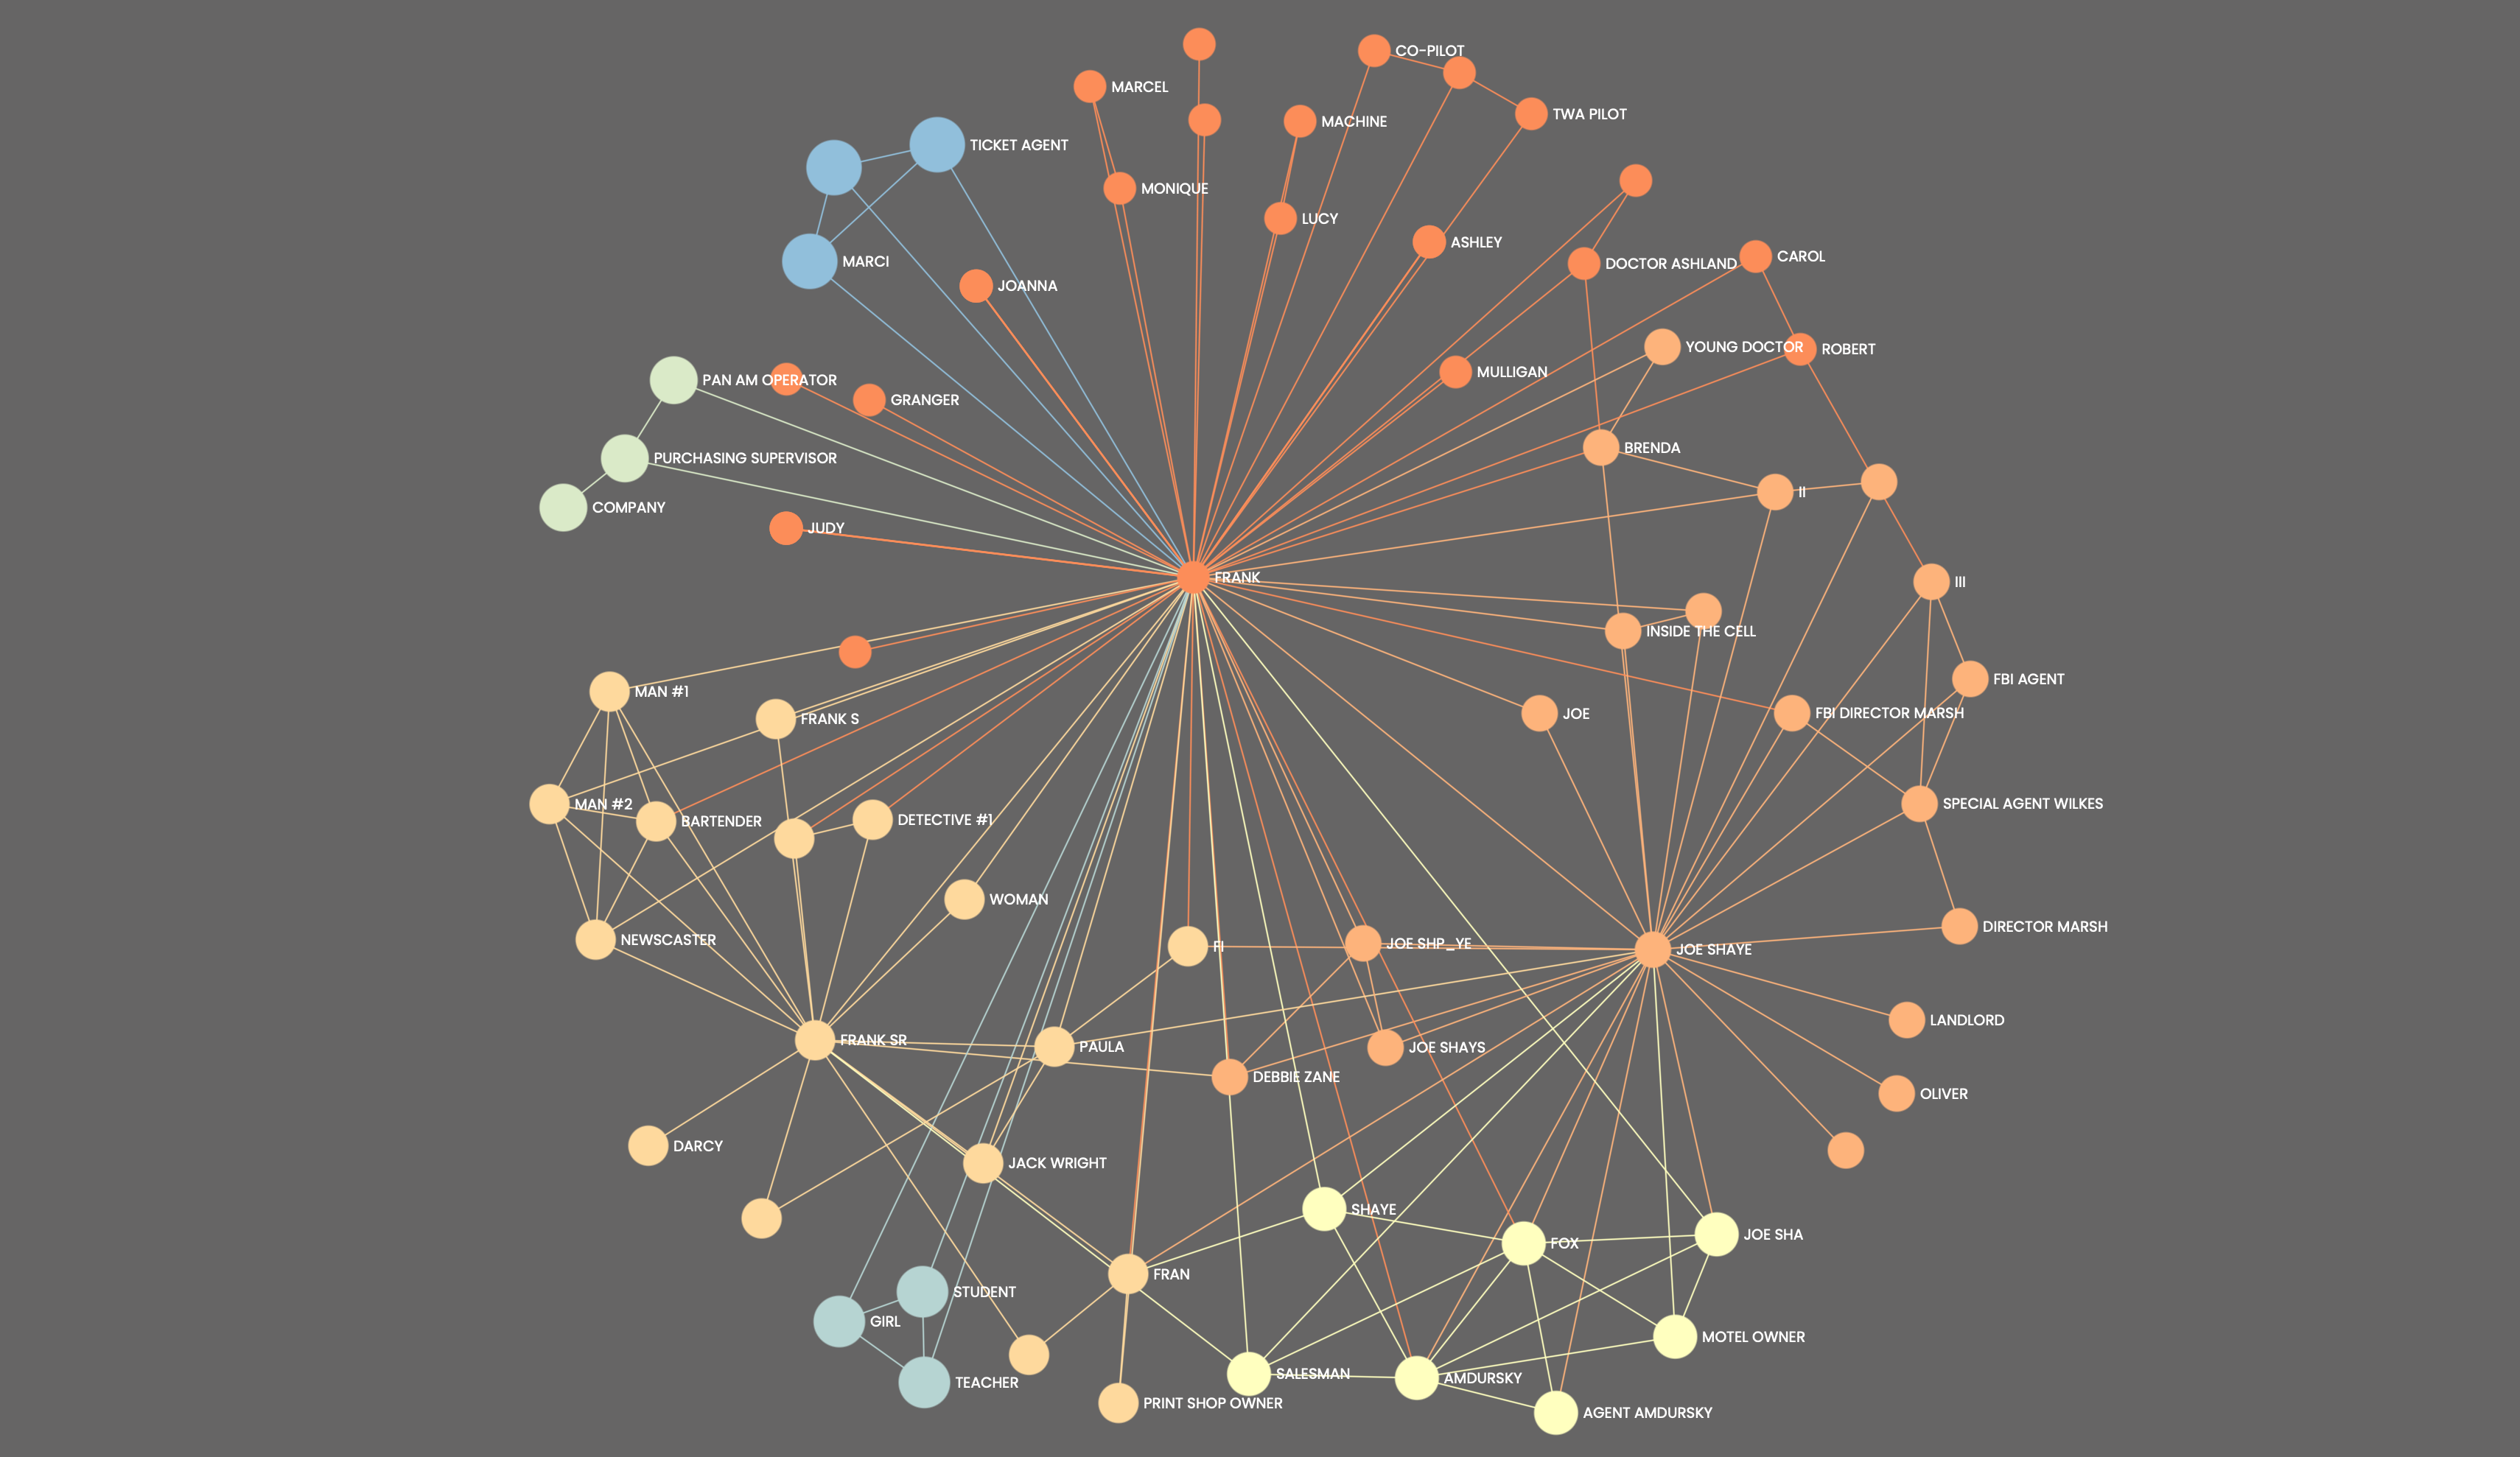 CO-PILOT
MARCEL
TWA PILOT
MACHINE
TICKET AGENT
MONIQUE
LUCY
ASHLEY
CAROL
DOCTOR ASHLAND
MARCI
JOANNA
YOUNG DOCTOR
ROBERT
MULLIGAN
PAN AM OPERATOR
GRANGER
BRENDA
PURCHASING SUPERVISOR
II
COMPANY
JUDY
FRANK
III
INSIDE THE CELL
FBI AGENT
MAN #1
JOE
FBI DIRECTOR MARSH
FRANK S
MAN #2
SPECIAL AGENT WILKES
DETECTIVE #1
BARTENDER
WOMAN
DIRECTOR MARSH
NEWSCASTER
FI
JOE SHP_YE
JOE SHAYE
LANDLORD
FRANK SR
PAULA
JOE SHAYS
DEBBIE ZANE
OLIVER
DARCY
JACK WRIGHT
SHAYE
JOE SHA
FOX
FRAN
STUDENT
GIRL
MOTEL OWNER
SALESMAN
AMDURSKY
TEACHER
PRINT SHOP OWNER
AGENT AMDURSKY